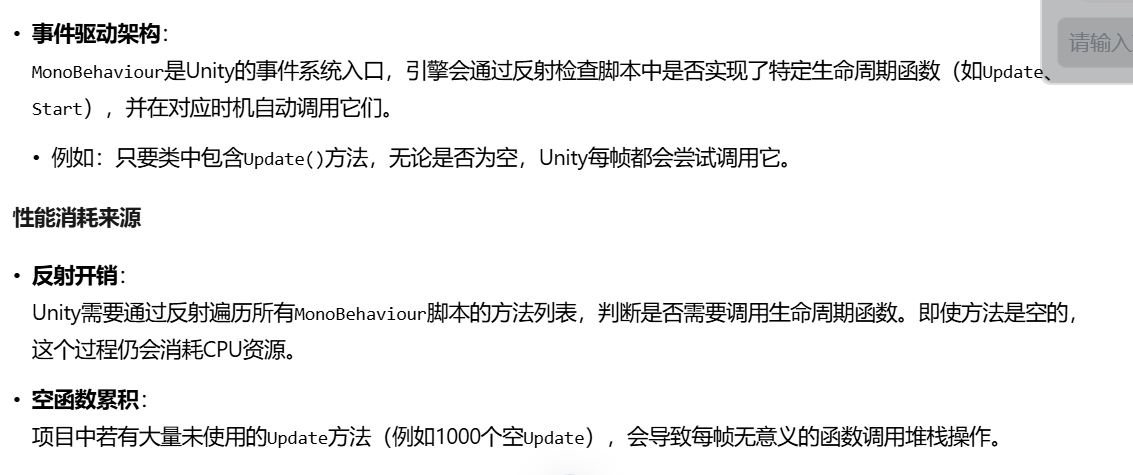 • 事件驱动架构：
请输入
MonoBehaviour是Unity的事件系统入口，引擎会通过反射检查脚本中是否实现了特定生命周期函数（如Update、
Start），并在对应时机自动调用它们。
• 例如：只要类中包含Update()方法，无论是否为空，Unity每帧都会尝试调用它。
性能消耗来源
• 反射开销：
Unity需要通过反射遍历所有MonoBehaviour脚本的方法列表，判断是否需要调用生命周期函数。即使方法是空的，
这个过程仍会消耗CPU资源。
• 空函数累积：
项目中若有大量未使用的Update方法（例如1000个空Update），会导致每帧无意义的函数调用堆栈操作。